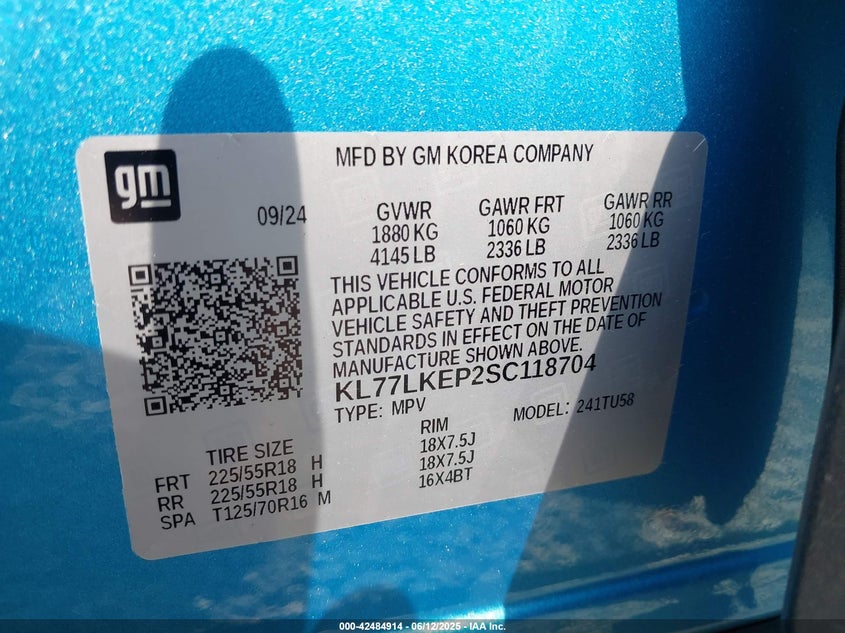 gm
MFD BY GM KOREA COMPANY
09/24
GVWR GAWR FRT GAWR RR
1880 KG 1060 KG 1060 KG
4145 LB 2336 LB 2336 LB
THIS VEHICLE CONFORMS TO ALL
APPLICABLE U.S. FEDERAL MOTOR
VEHICLE SAFETY AND THEFT PREVENTION
STANDARDS IN EFFECT ON THE DATE OF
MANUFACTURE SHOWN ABOVE.
KL77LKEP2SC118704
TYPE: MPV MODEL: 241TU58
TIRE SIZE RIM
FRT 225/55R18 H 18X7.5J
RR 225/55R18 H 18X7.5J
SPA T125/70R16 M 16X4BT
000-42484914 - 06/12/2025 - IAA Inc.